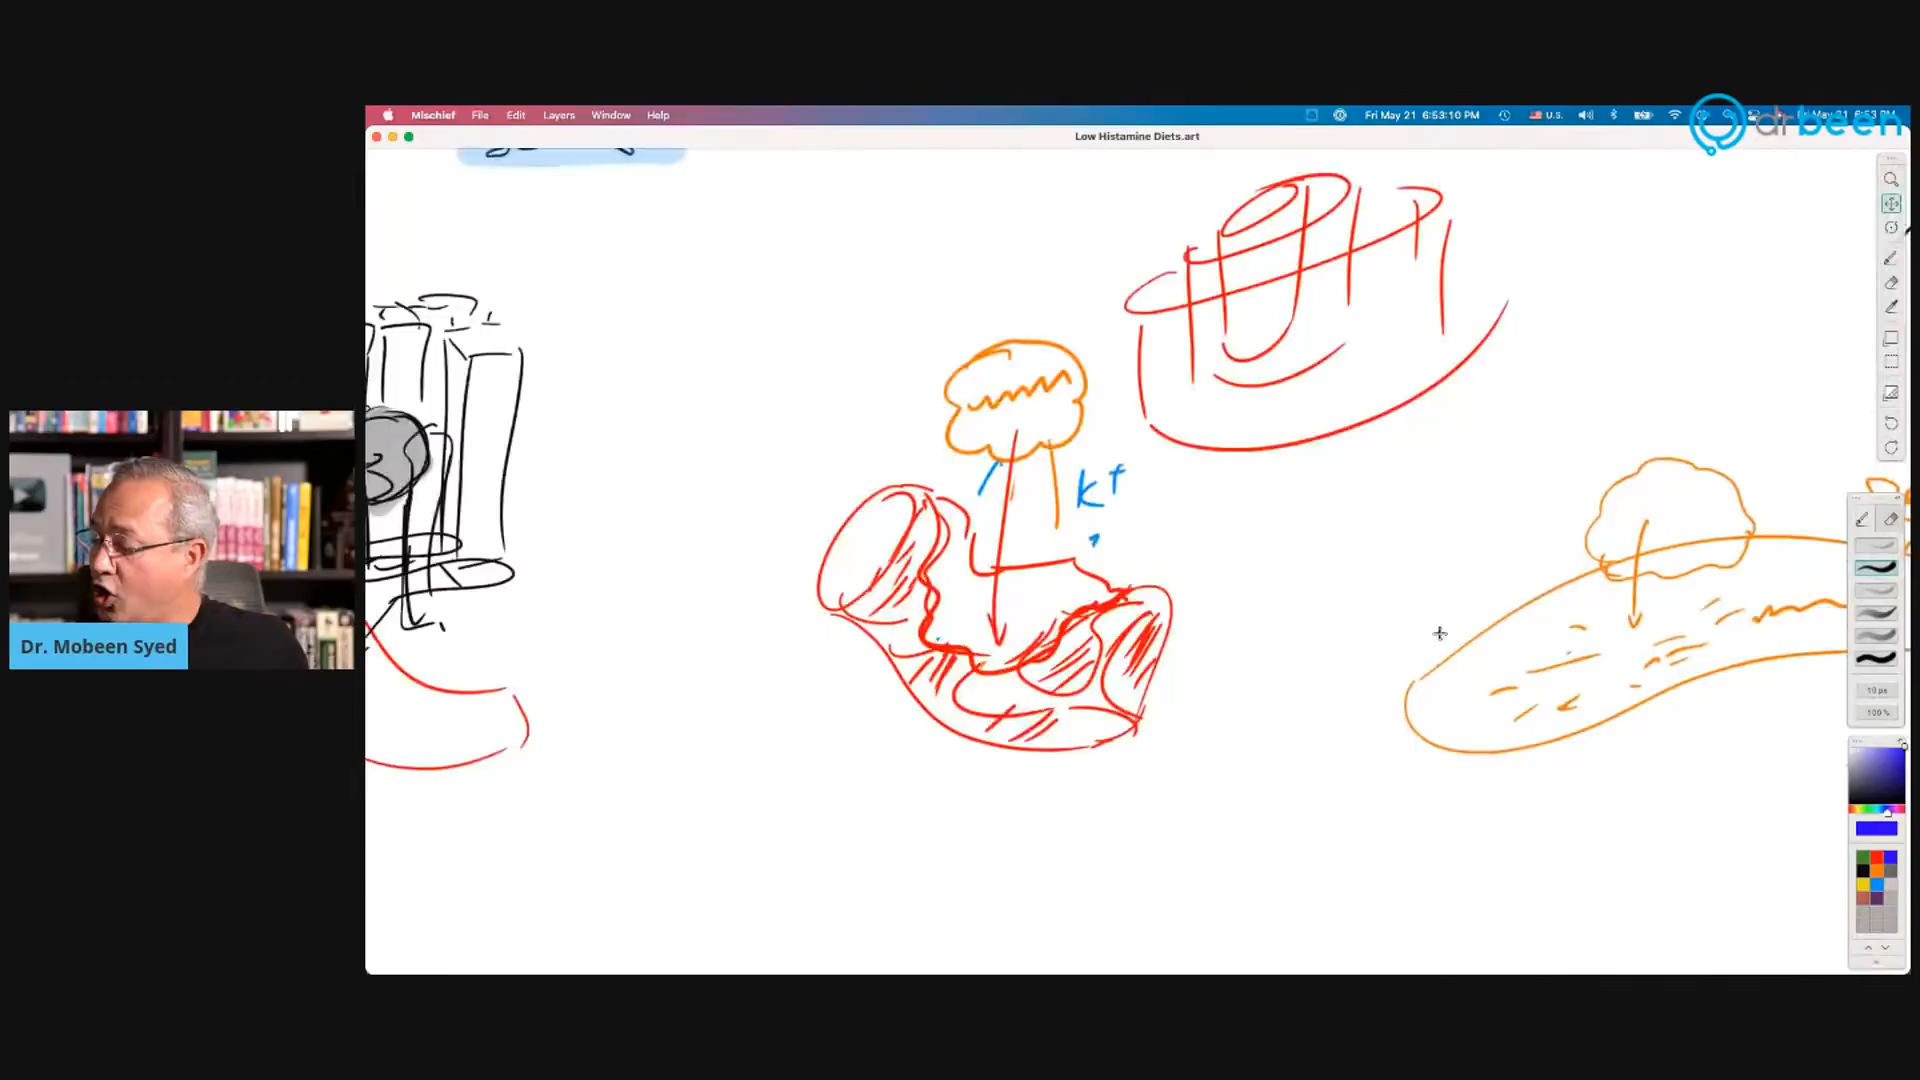 Mischief File Edit Layers Window Help Fri May 21 6:53:10 PM U.S.
drbeen
Low Histamine Diets.art
K+
Dr. Mobeen Syed
10 px
100%